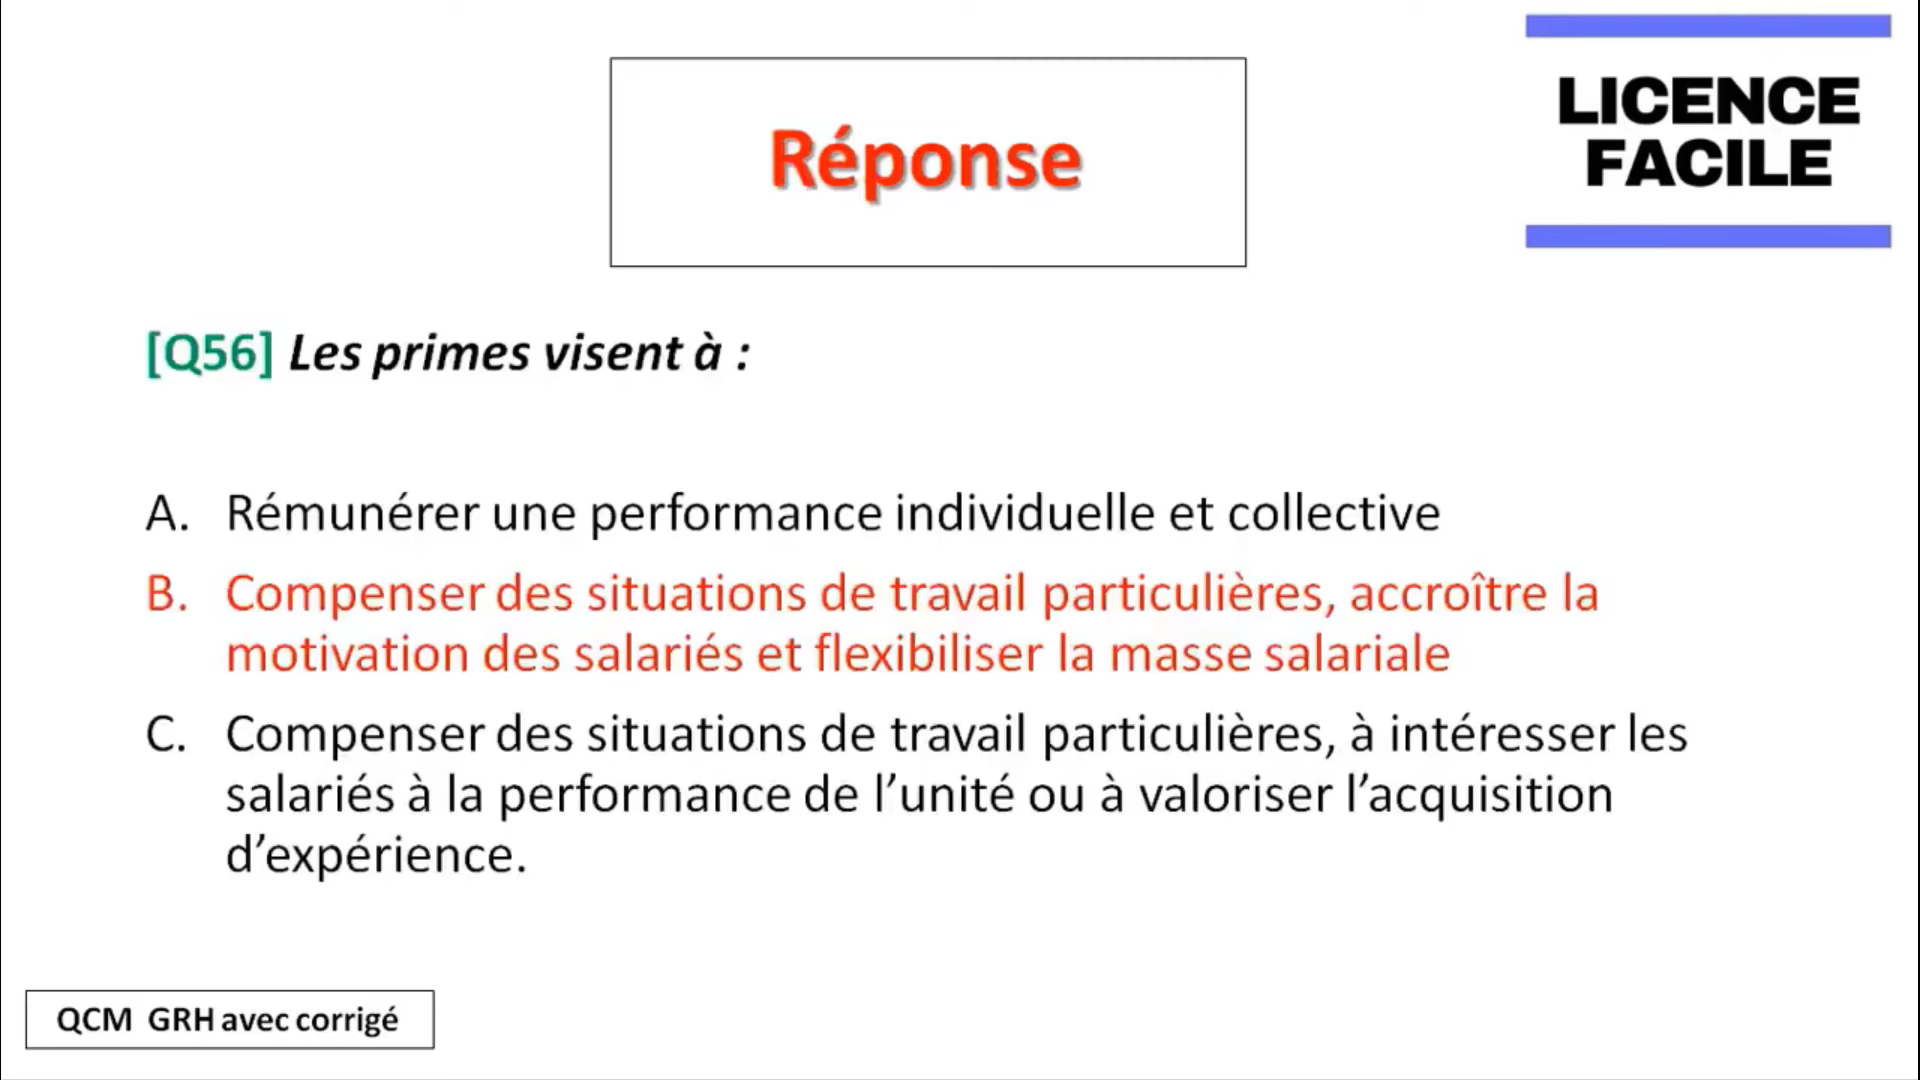 LICENCE
FACILE
Réponse
[Q56] Les primes visent à :
A. Rémunérer une performance individuelle et collective
B. Compenser des situations de travail particulières, accroître la
motivation des salariés et flexibiliser la masse salariale
C. Compenser des situations de travail particulières, à intéresser les
salariés à la performance de l’unité ou à valoriser l’acquisition
d’expérience.
QCM GRH avec corrigé